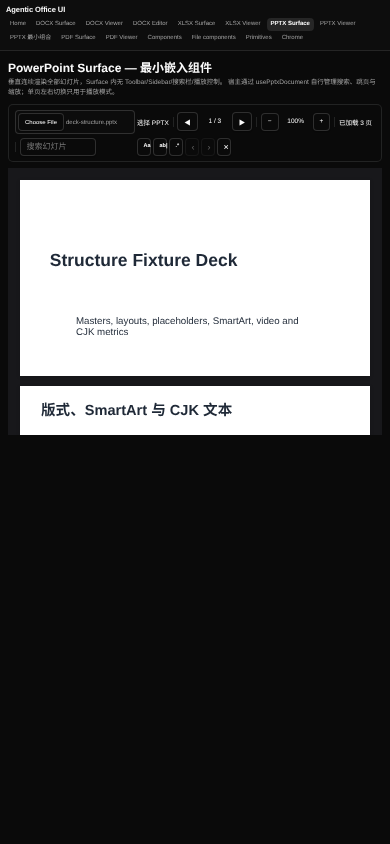 Agentic Office UI
Home DOCX Surface DOCX Viewer DOCX Editor XLSX Surface XLSX Viewer PPTX Surface PPTX Viewer
PPTX 最小组合 PDF Surface PDF Viewer Components File components Primitives Chrome
PowerPoint Surface — 最小嵌入组件
垂直连续渲染全部幻灯片，Surface 内无 Toolbar/Sidebar/搜索栏/播放控制。 宿主通过 usePptxDocument 自行管理搜索、跳页与
缩放；单页左右切换只用于播放模式。
Choose File deck-structure.pptx 选择 PPTX ◀ 1 / 3 ▶ − 100% + 已加载 3 页
搜索幻灯片 Aa ab| .* ‹ › ✕
Structure Fixture Deck
Masters, layouts, placeholders, SmartArt, video and
CJK metrics
版式、SmartArt 与 CJK 文本